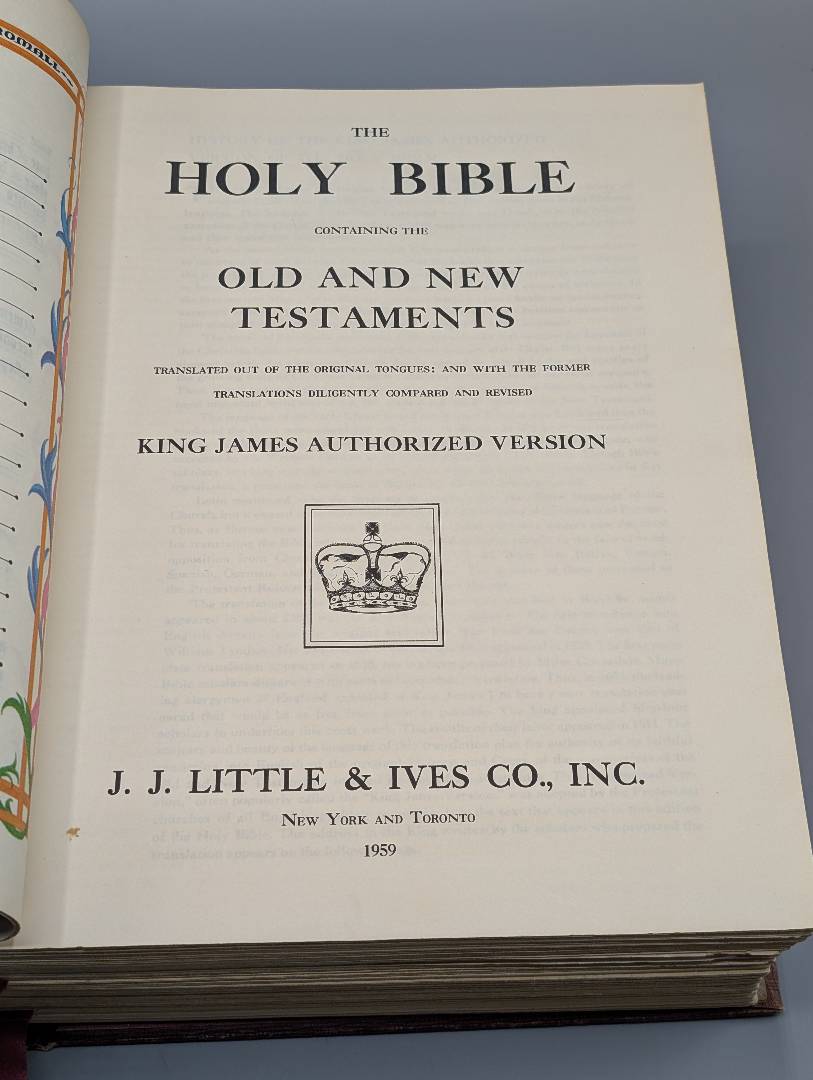 THE
HOLY BIBLE
CONTAINING THE
OLD AND NEW
TESTAMENTS
TRANSLATED OUT OF THE ORIGINAL TONGUES: AND WITH THE FORMER
TRANSLATIONS DILIGENTLY COMPARED AND REVISED
KING JAMES AUTHORIZED VERSION
J. J. LITTLE & IVES CO., INC.
NEW YORK AND TORONTO
1959